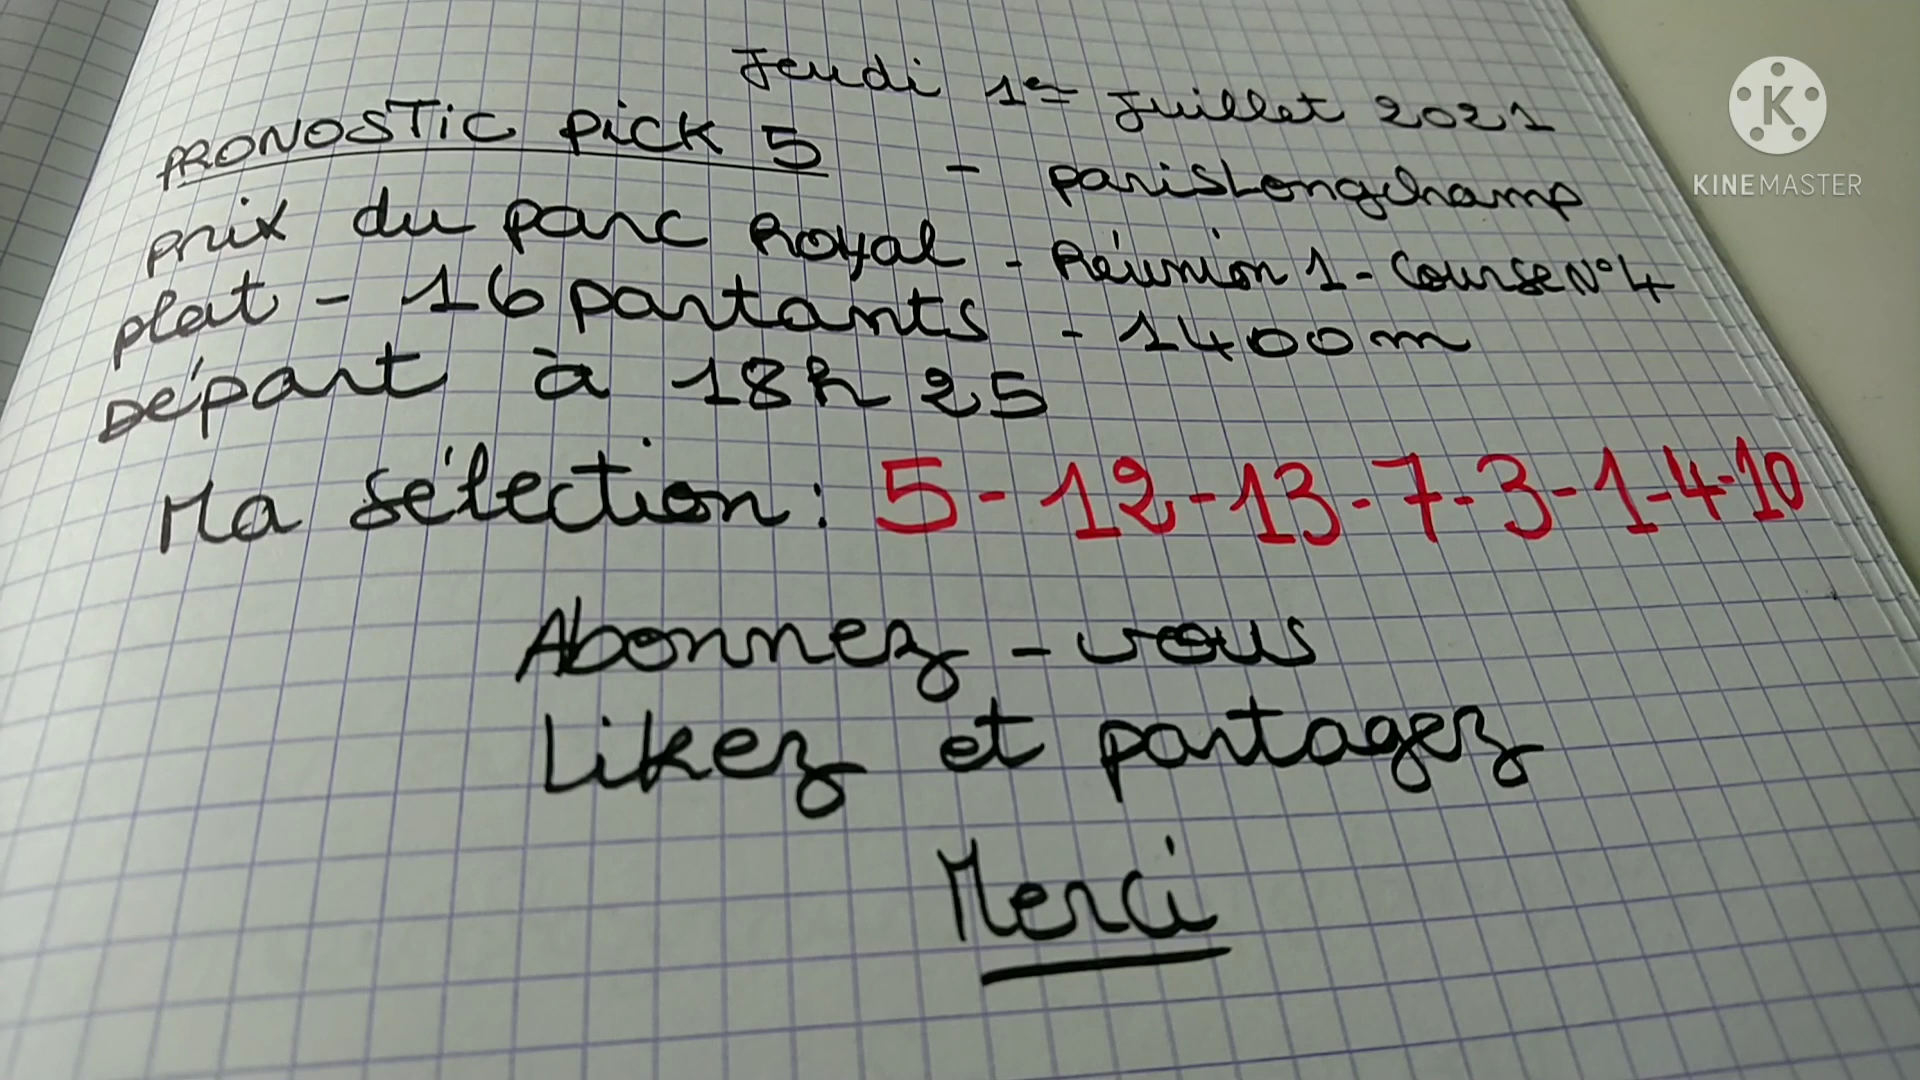 Jeudi 1er Juillet 2021
PRONOSTIC PICK 5 - parisLongchamp
prix du parc Royal - Réunion 1 - Course N°4
plat - 16 partants - 1400m
Départ à 18h25
Ma sélection : 5 - 12 - 13 - 7 - 3 - 1 - 4 - 10
Abonnez-vous
Likez et partagez
Merci
K
KINEMASTER